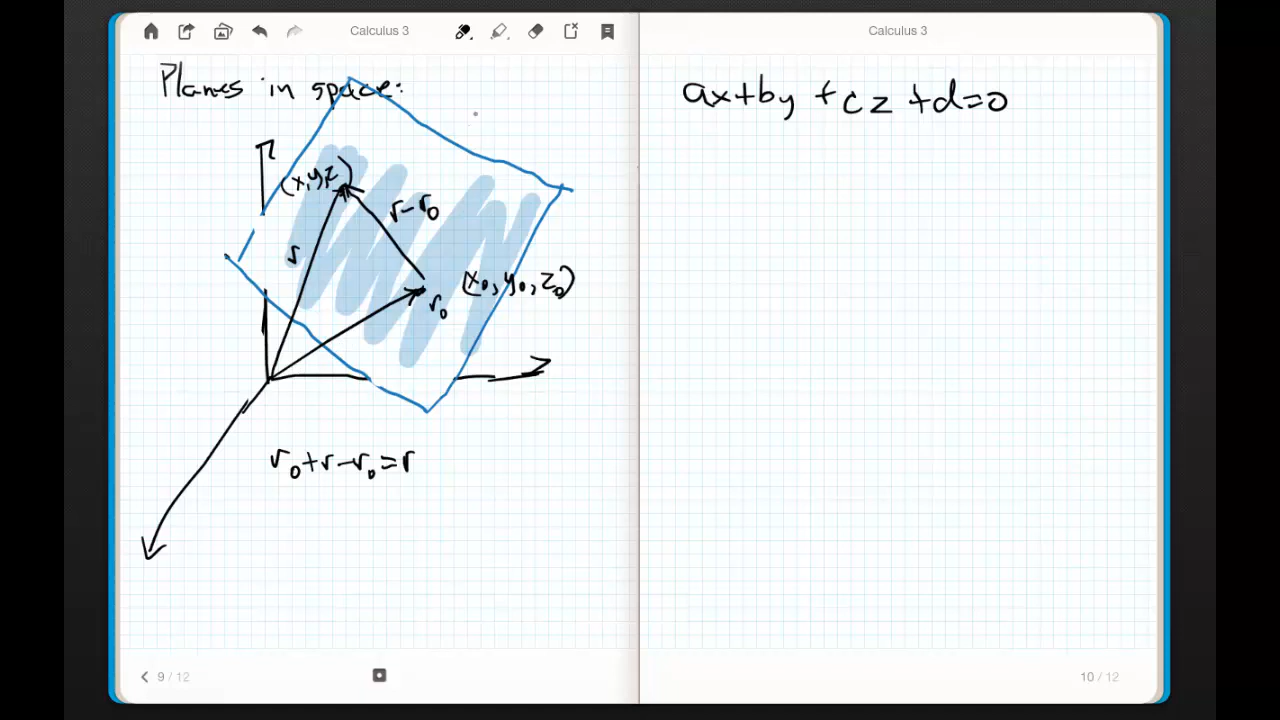 Calculus 3
Planes in space:
(x,y,z)
r-r₀
r
(x₀,y₀,z₀)
r₀
r₀+r-r₀=r
9 / 12
Calculus 3
ax+by+cz+d=0
10 / 12